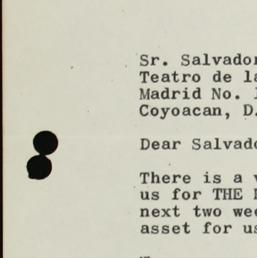 Sr. Salvador
Teatro de la
Madrid No. 1
Coyoacan, D.
Dear Salvado
There is a
us for THE
next two wee
asset for us